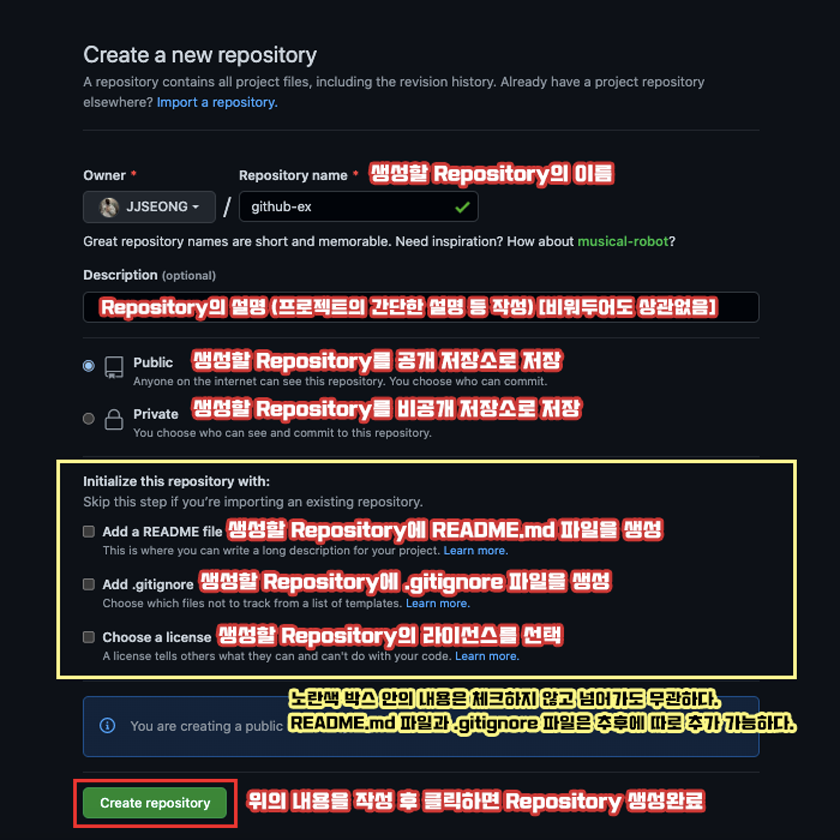 Create a new repository
A repository contains all project files, including the revision history. Already have a project repository
elsewhere? Import a repository.
Owner * Repository name * 생성할 Repository의 이름
JJSEONG / github-ex
Great repository names are short and memorable. Need inspiration? How about musical-robot?
Description (optional)
Repository의 설명 (프로젝트의 간단한 설명 등 작성) [비워두어도 상관없음]
Public 생성할 Repository를 공개 저장소로 저장
Anyone on the internet can see this repository. You choose who can commit.
Private 생성할 Repository를 비공개 저장소로 저장
You choose who can see and commit to this repository.
Initialize this repository with:
Skip this step if you're importing an existing repository.
Add a README file 생성할 Repository에 README.md 파일을 생성
This is where you can write a long description for your project. Learn more.
Add .gitignore 생성할 Repository에 .gitignore 파일을 생성
Choose which files not to track from a list of templates. Learn more.
Choose a license 생성할 Repository의 라이선스를 선택
A license tells others what they can and can't do with your code. Learn more.
노란색 박스 안의 내용은 체크하지 않고 넘어가도 무관하다.
You are creating a public README.md 파일과 .gitignore 파일은 추후에 따로 추가 가능하다.
Create repository 위의 내용을 작성 후 클릭하면 Repository 생성완료